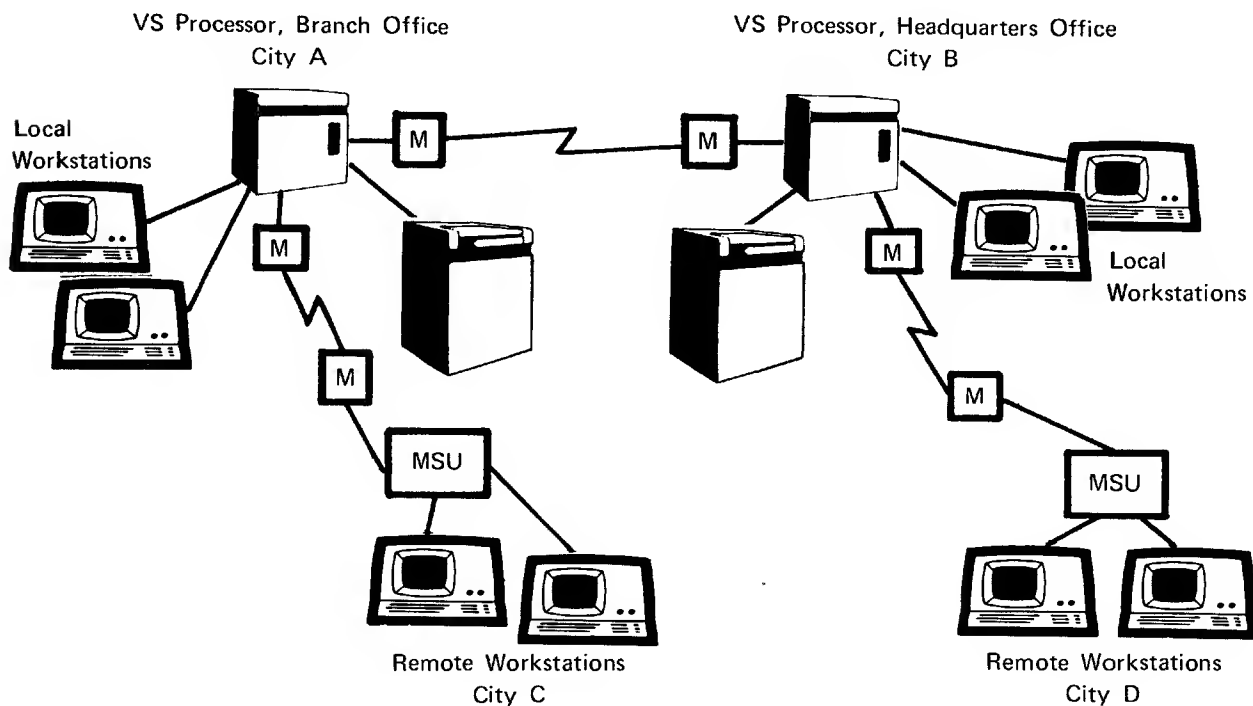 VS Processor, Branch Office
City A
VS Processor, Headquarters Office
City B
Local
Workstations
M
M
M
M
Local
Workstations
M
M
MSU
MSU
Remote Workstations
City C
Remote Workstations
City D